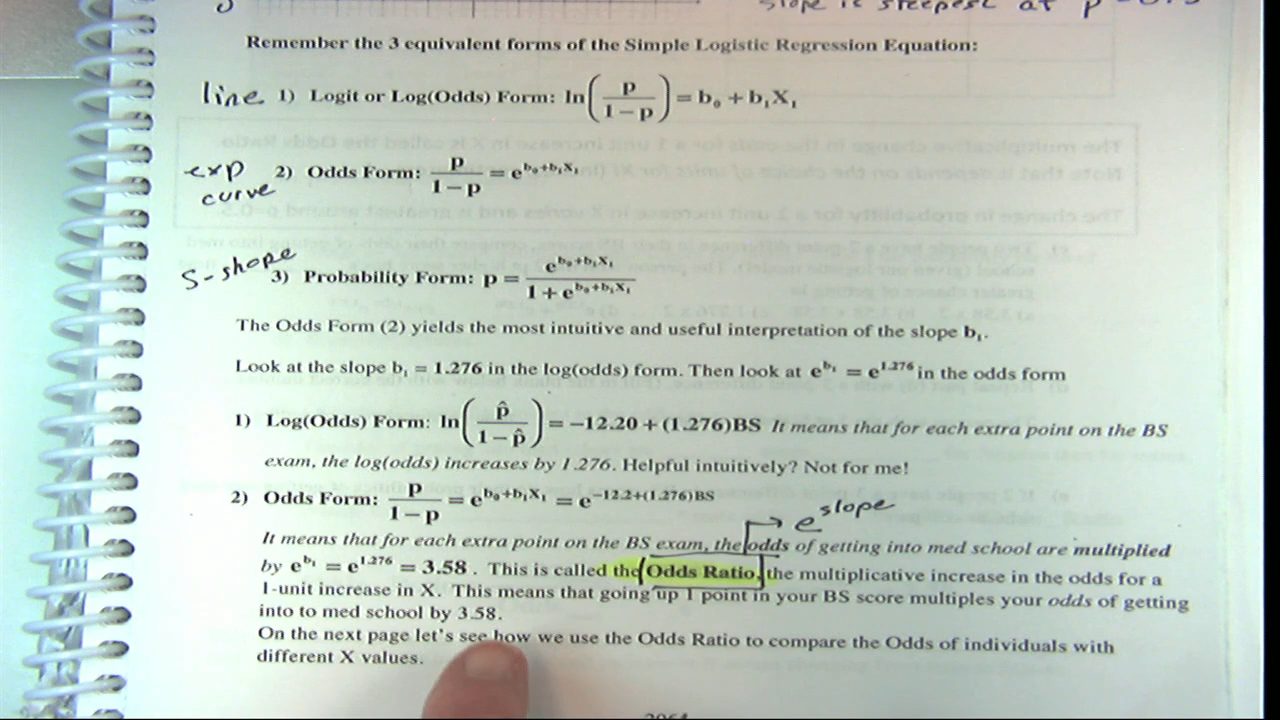 slope is steepest at p
Remember the 3 equivalent forms of the Simple Logistic Regression Equation:
line 1) Logit or Log(Odds) Form: ln(p/(1−p)) = b₀ + b₁X₁
exp curve 2) Odds Form: p/(1−p) = e^(b₀+b₁X₁)
S-shape 3) Probability Form: p = e^(b₀+b₁X₁)/(1 + e^(b₀+b₁X₁))
The Odds Form (2) yields the most intuitive and useful interpretation of the slope b₁.
Look at the slope b₁ = 1.276 in the log(odds) form. Then look at e^b₁ = e^1.276 in the odds form
1) Log(Odds) Form: ln(p̂/(1−p̂)) = −12.20 + (1.276)BS It means that for each extra point on the BS
exam, the log(odds) increases by 1.276. Helpful intuitively? Not for me!
2) Odds Form: p/(1−p) = e^(b₀+b₁X₁) = e^(−12.2+(1.276)BS)
e^slope
It means that for each extra point on the BS exam, the odds of getting into med school are multiplied
by e^b₁ = e^1.276 = 3.58 . This is called the Odds Ratio, the multiplicative increase in the odds for a
1-unit increase in X. This means that going up 1 point in your BS score multiples your odds of getting
into to med school by 3.58.
On the next page let's see how we use the Odds Ratio to compare the Odds of individuals with
different X values.